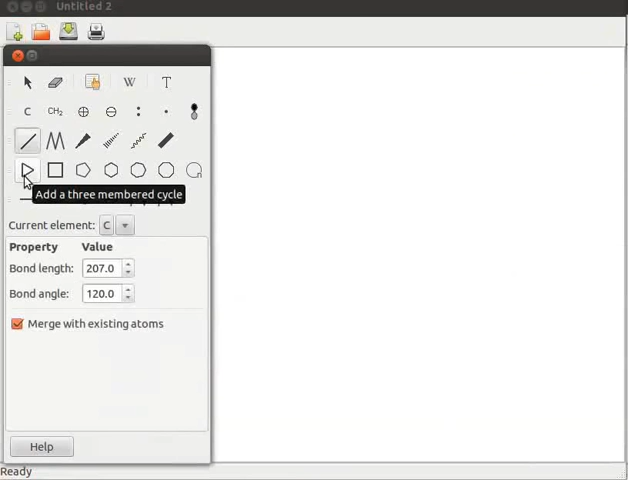 Untitled 2
W T
C CH2
n
Add a three membered cycle
Current element: C
Property Value
Bond length: 207.0
Bond angle: 120.0
Merge with existing atoms
Help
Ready